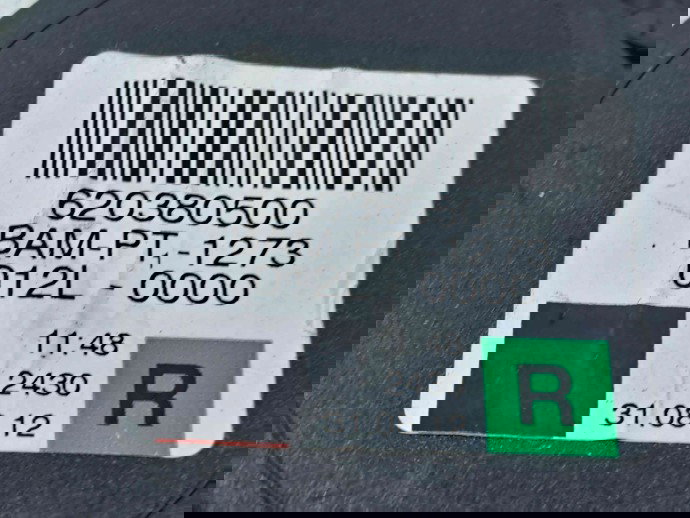 620380500
BAM-PT-1273
012L - 0000
11:48
2430
31.08.12
R
R